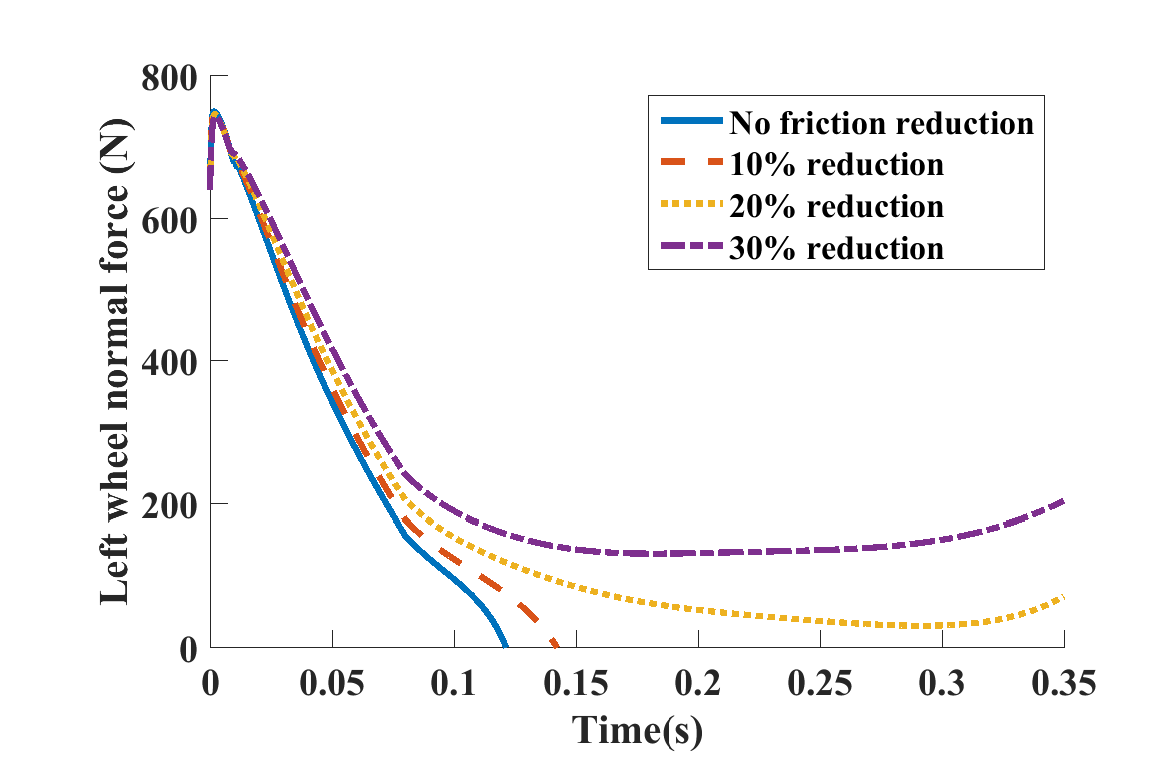 800
600
400
200
0
Left wheel normal force (N)
No friction reduction
10% reduction
20% reduction
30% reduction
0 0.05 0.1 0.15 0.2 0.25 0.3 0.35
Time(s)